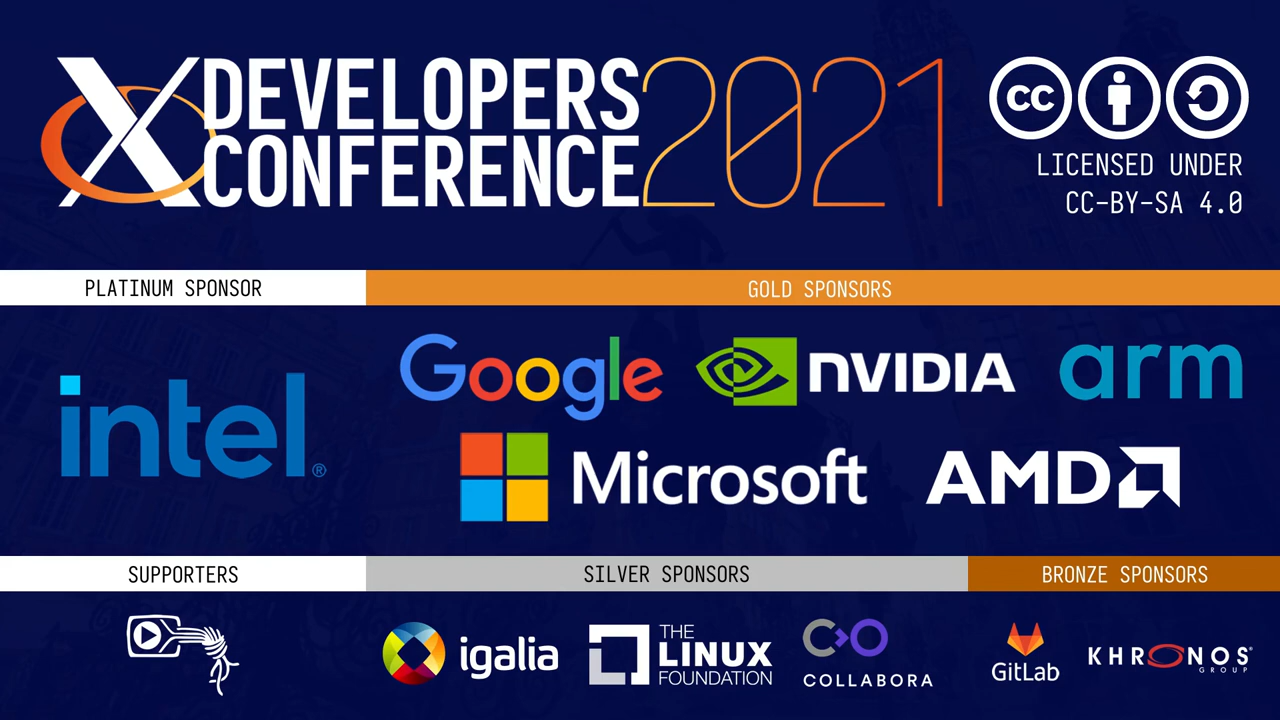 X DEVELOPERS 2021
CONFERENCE
cc
LICENSED UNDER
CC-BY-SA 4.0
PLATINUM SPONSOR
GOLD SPONSORS
intel®
Google
NVIDIA
arm
Microsoft
AMD
SUPPORTERS
SILVER SPONSORS
BRONZE SPONSORS
igalia
THE
LINUX
FOUNDATION
COLLABORA
GitLab
KHRONOS®
GROUP